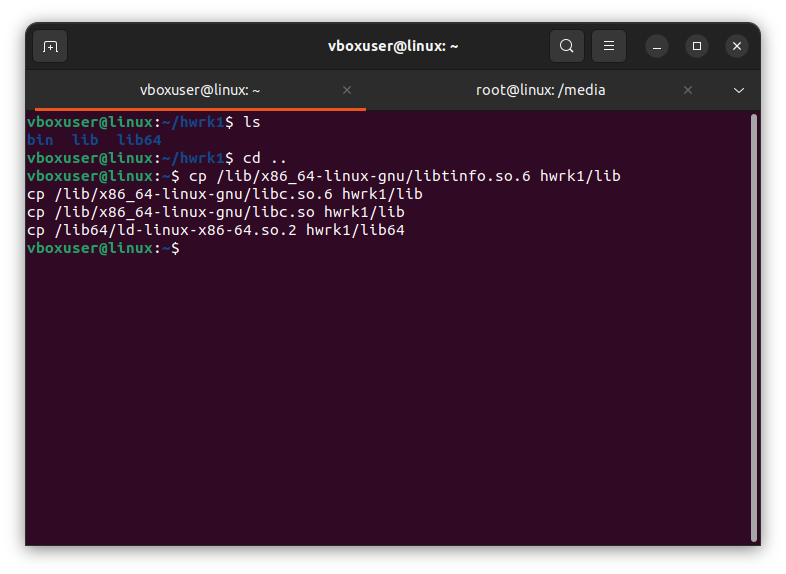 vboxuser@linux: ~
vboxuser@linux: ~
root@linux: /media
vboxuser@linux:~/hwrk1$ ls
bin  lib  lib64
vboxuser@linux:~/hwrk1$ cd ..
vboxuser@linux:~$ cp /lib/x86_64-linux-gnu/libtinfo.so.6 hwrk1/lib
cp /lib/x86_64-linux-gnu/libc.so.6 hwrk1/lib
cp /lib/x86_64-linux-gnu/libc.so hwrk1/lib
cp /lib64/ld-linux-x86-64.so.2 hwrk1/lib64
vboxuser@linux:~$